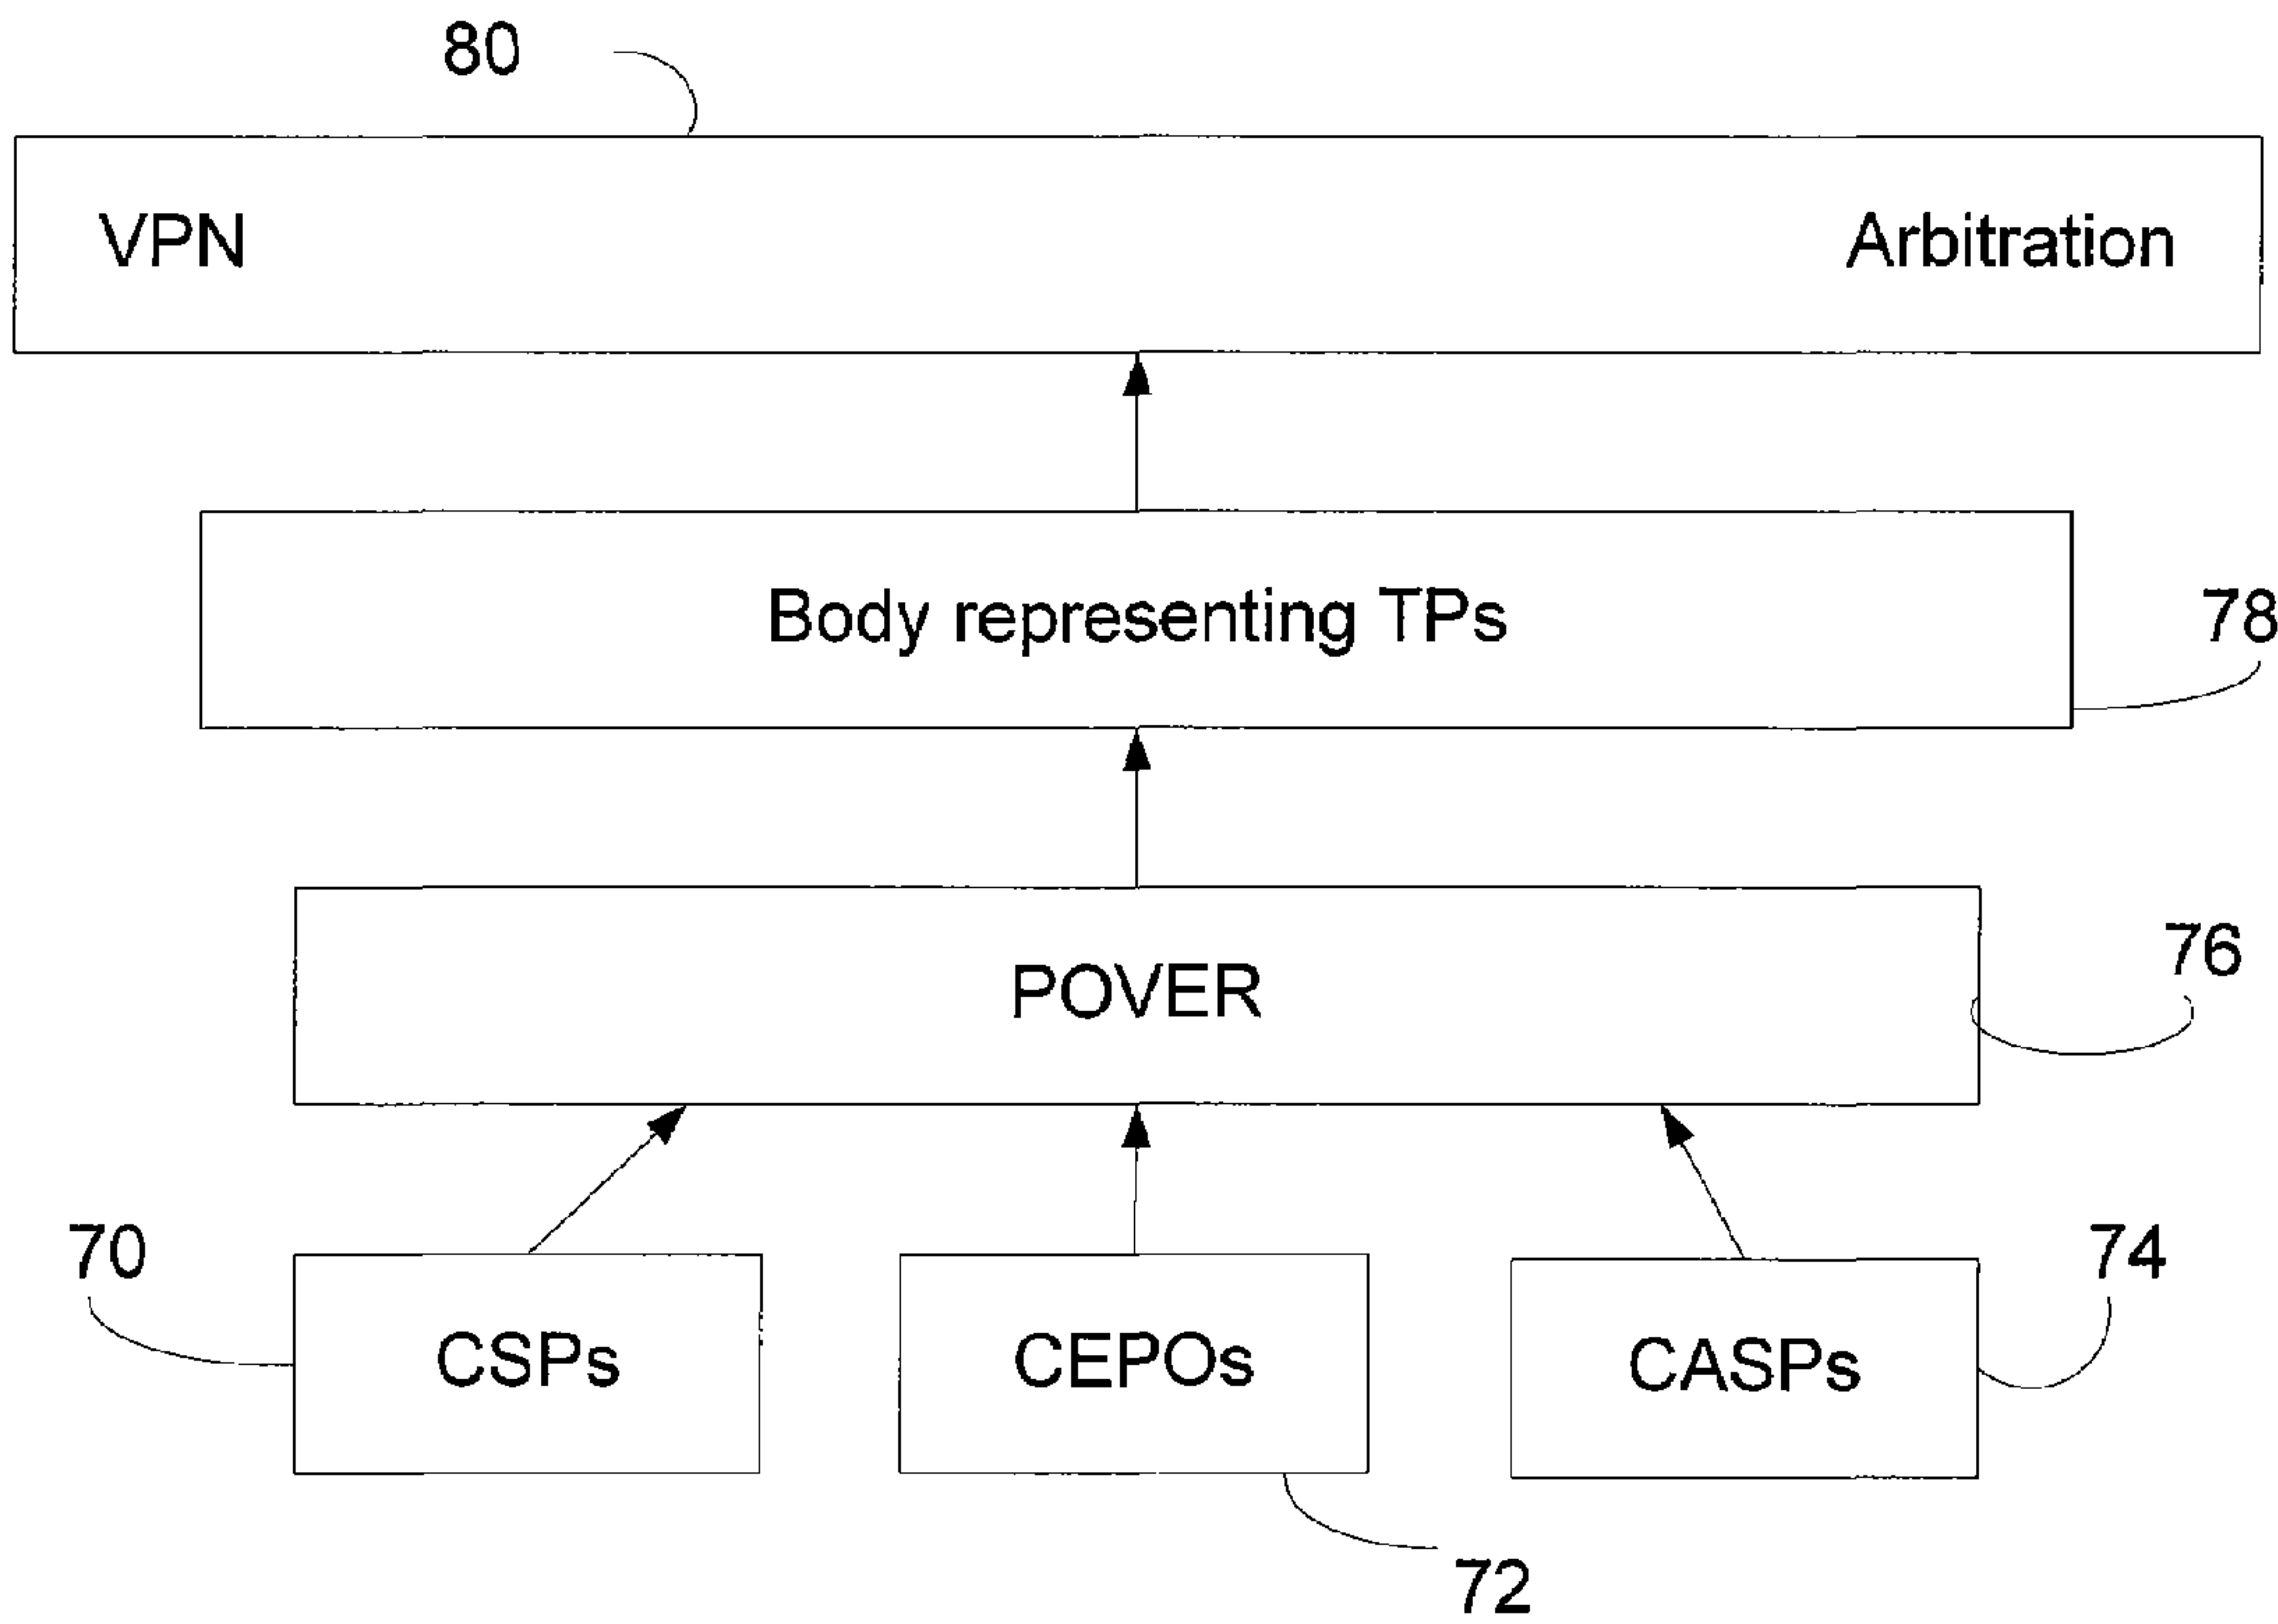 80
VPN Arbitration
Body representing TPs
78
POVER
76
70
CSPs
CEPOs
CASPs
74
72